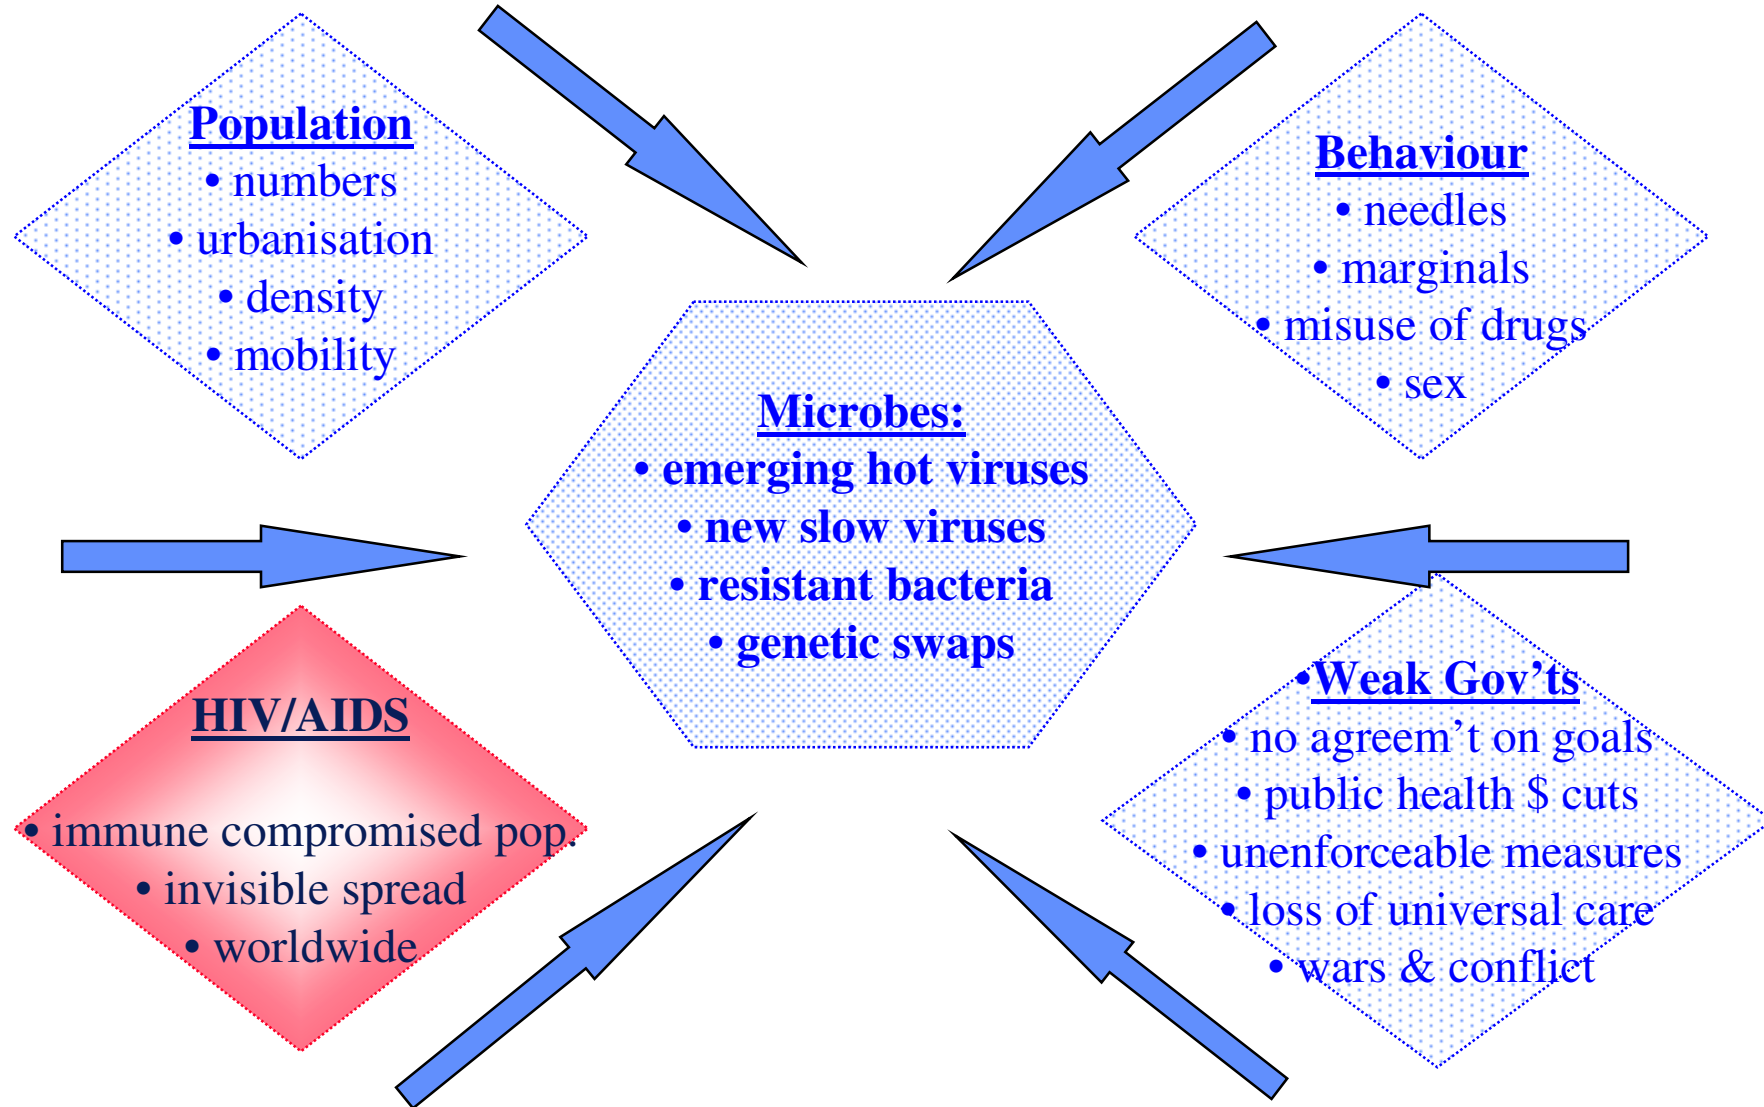 Population
• numbers
• urbanisation
• density
• mobility
Behaviour
• needles
• marginals
• misuse of drugs
• sex
Microbes:
• emerging hot viruses
• new slow viruses
• resistant bacteria
• genetic swaps
HIV/AIDS
• immune compromised pop.
• invisible spread
• worldwide
•Weak Gov’ts
• no agreem’t on goals
• public health $ cuts
• unenforceable measures
• loss of universal care
• wars & conflict